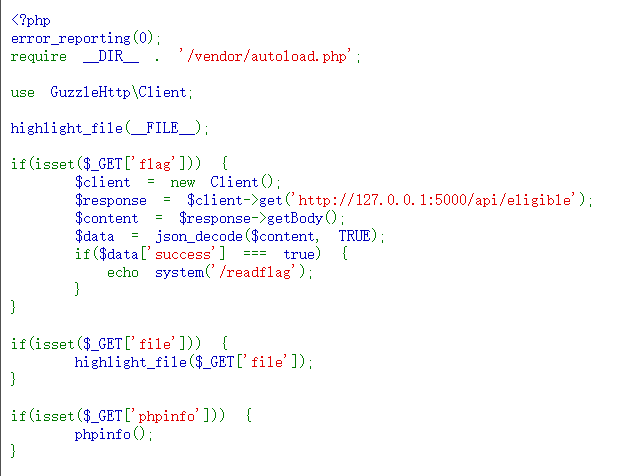 <?php
error_reporting(0);
require __DIR__ . '/vendor/autoload.php';
use GuzzleHttp\Client;
highlight_file(__FILE__);
if(isset($_GET['flag'])) {
$client = new Client();
$response = $client->get('http://127.0.0.1:5000/api/eligible');
$content = $response->getBody();
$data = json_decode($content, TRUE);
if($data['success'] === true) {
echo system('/readflag');
}
}
if(isset($_GET['file'])) {
highlight_file($_GET['file']);
}
if(isset($_GET['phpinfo'])) {
phpinfo();
}